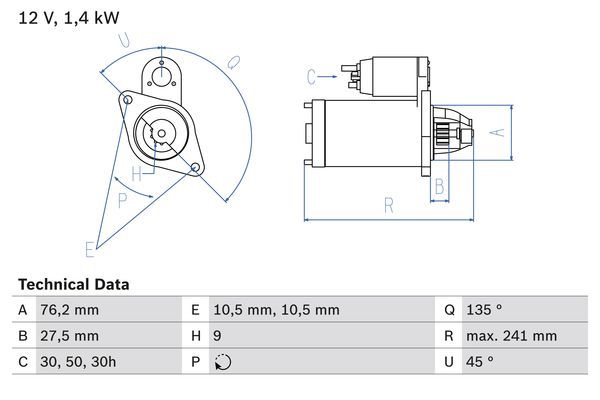 12 V, 1,4 kW
U
Q
C
A
H
B
P
R
E
Technical Data
A 76,2 mm E 10,5 mm, 10,5 mm Q 135 °
B 27,5 mm H 9 R max. 241 mm
C 30, 50, 30h P U 45 °